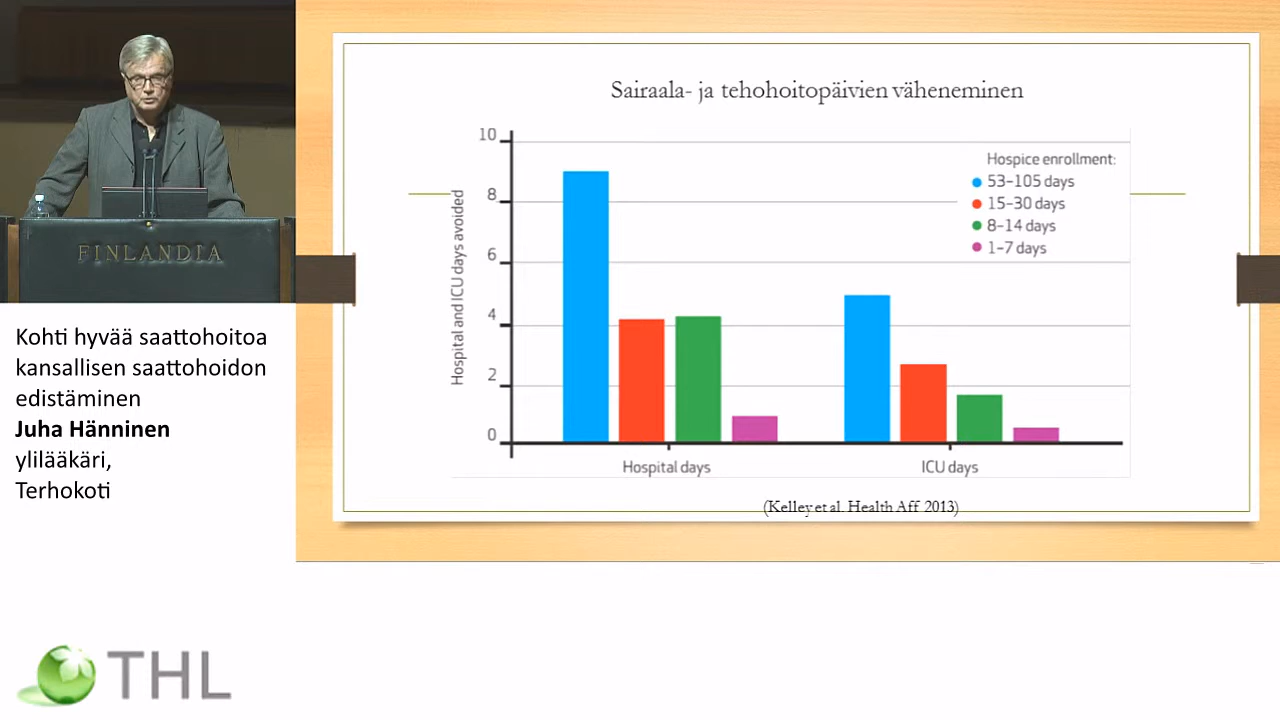 FINLANDIA
Kohti hyvää saattohoitoa
kansallisen saattohoidon
edistäminen
Juha Hänninen
ylilääkäri,
Terhokoti
THL
Sairaala- ja tehohoitopäivien väheneminen
Hospital and ICU days avoided
10
8
6
4
2
0
Hospice enrollment:
53–105 days
15–30 days
8–14 days
1–7 days
Hospital days
ICU days
(Kelley et al. Health Aff 2013)